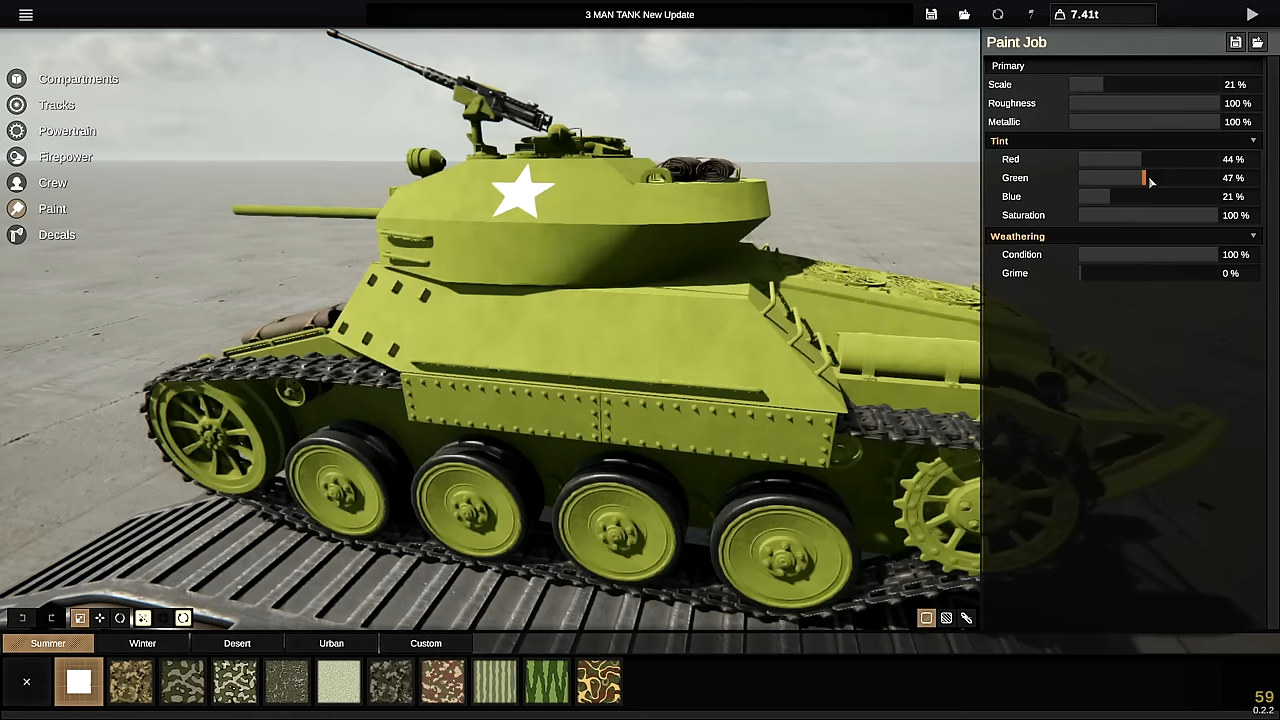 3 MAN TANK New Update
7.41t
Compartments
Tracks
Powertrain
Firepower
Crew
Paint
Decals
Paint Job
Primary
Scale 21 %
Roughness 100 %
Metallic 100 %
Tint
Red 44 %
Green 47 %
Blue 21 %
Saturation 100 %
Weathering
Condition 100 %
Grime 0 %
Summer Winter Desert Urban Custom
59
0.2.2